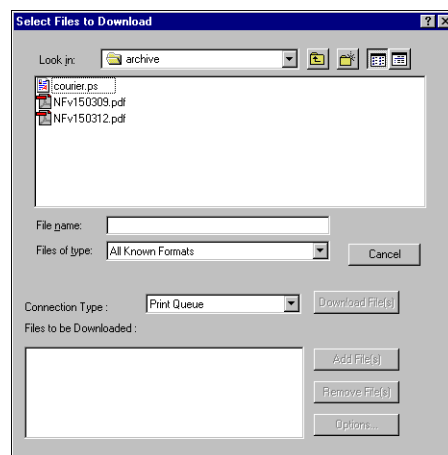 Select Files to Download
Look in: archive
courier.ps
NFv150309.pdf
NFv150312.pdf
File name:
Files of type: All Known Formats Cancel
Connection Type : Print Queue Download File(s)
Files to be Downloaded :
Add File(s)
Remove File(s)
Options...